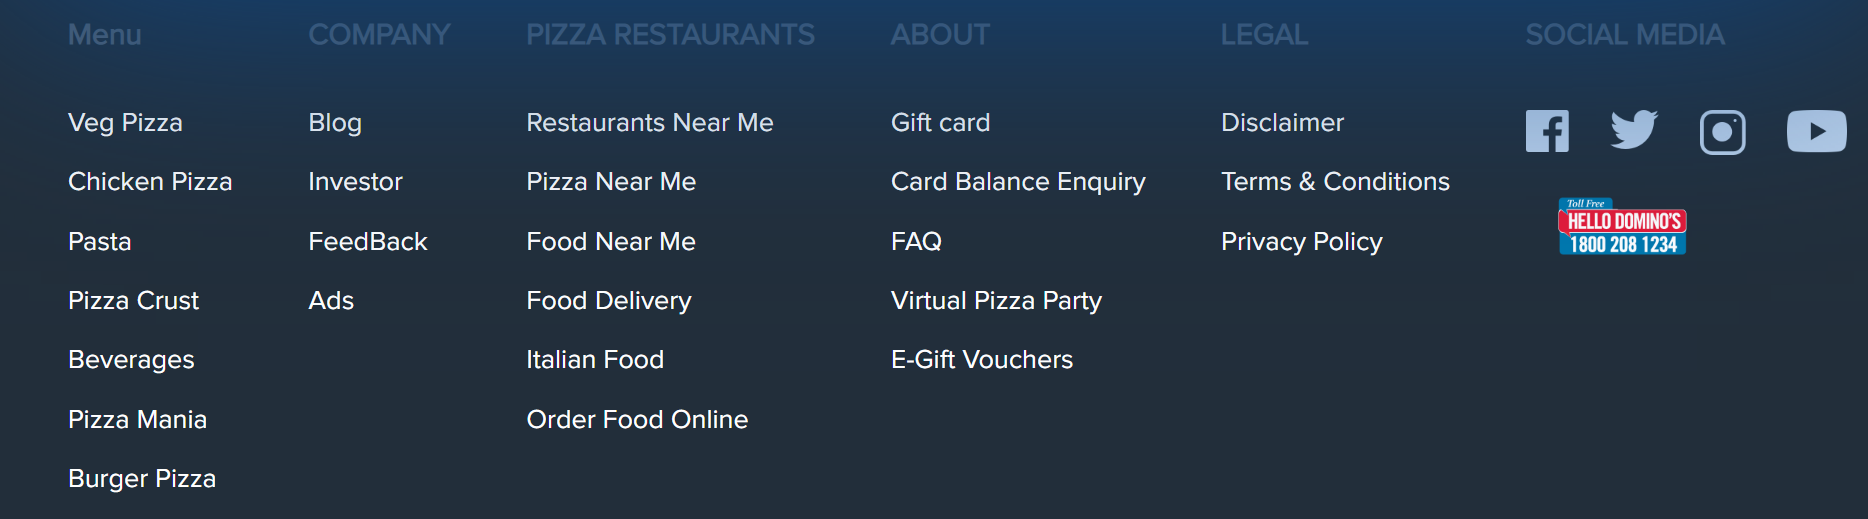 Menu
Veg Pizza
Chicken Pizza
Pasta
Pizza Crust
Beverages
Pizza Mania
Burger Pizza
COMPANY
Blog
Investor
FeedBack
Ads
PIZZA RESTAURANTS
Restaurants Near Me
Pizza Near Me
Food Near Me
Food Delivery
Italian Food
Order Food Online
ABOUT
Gift card
Card Balance Enquiry
FAQ
Virtual Pizza Party
E-Gift Vouchers
LEGAL
Disclaimer
Terms & Conditions
Privacy Policy
SOCIAL MEDIA
Toll Free
HELLO DOMINO'S
1800 208 1234